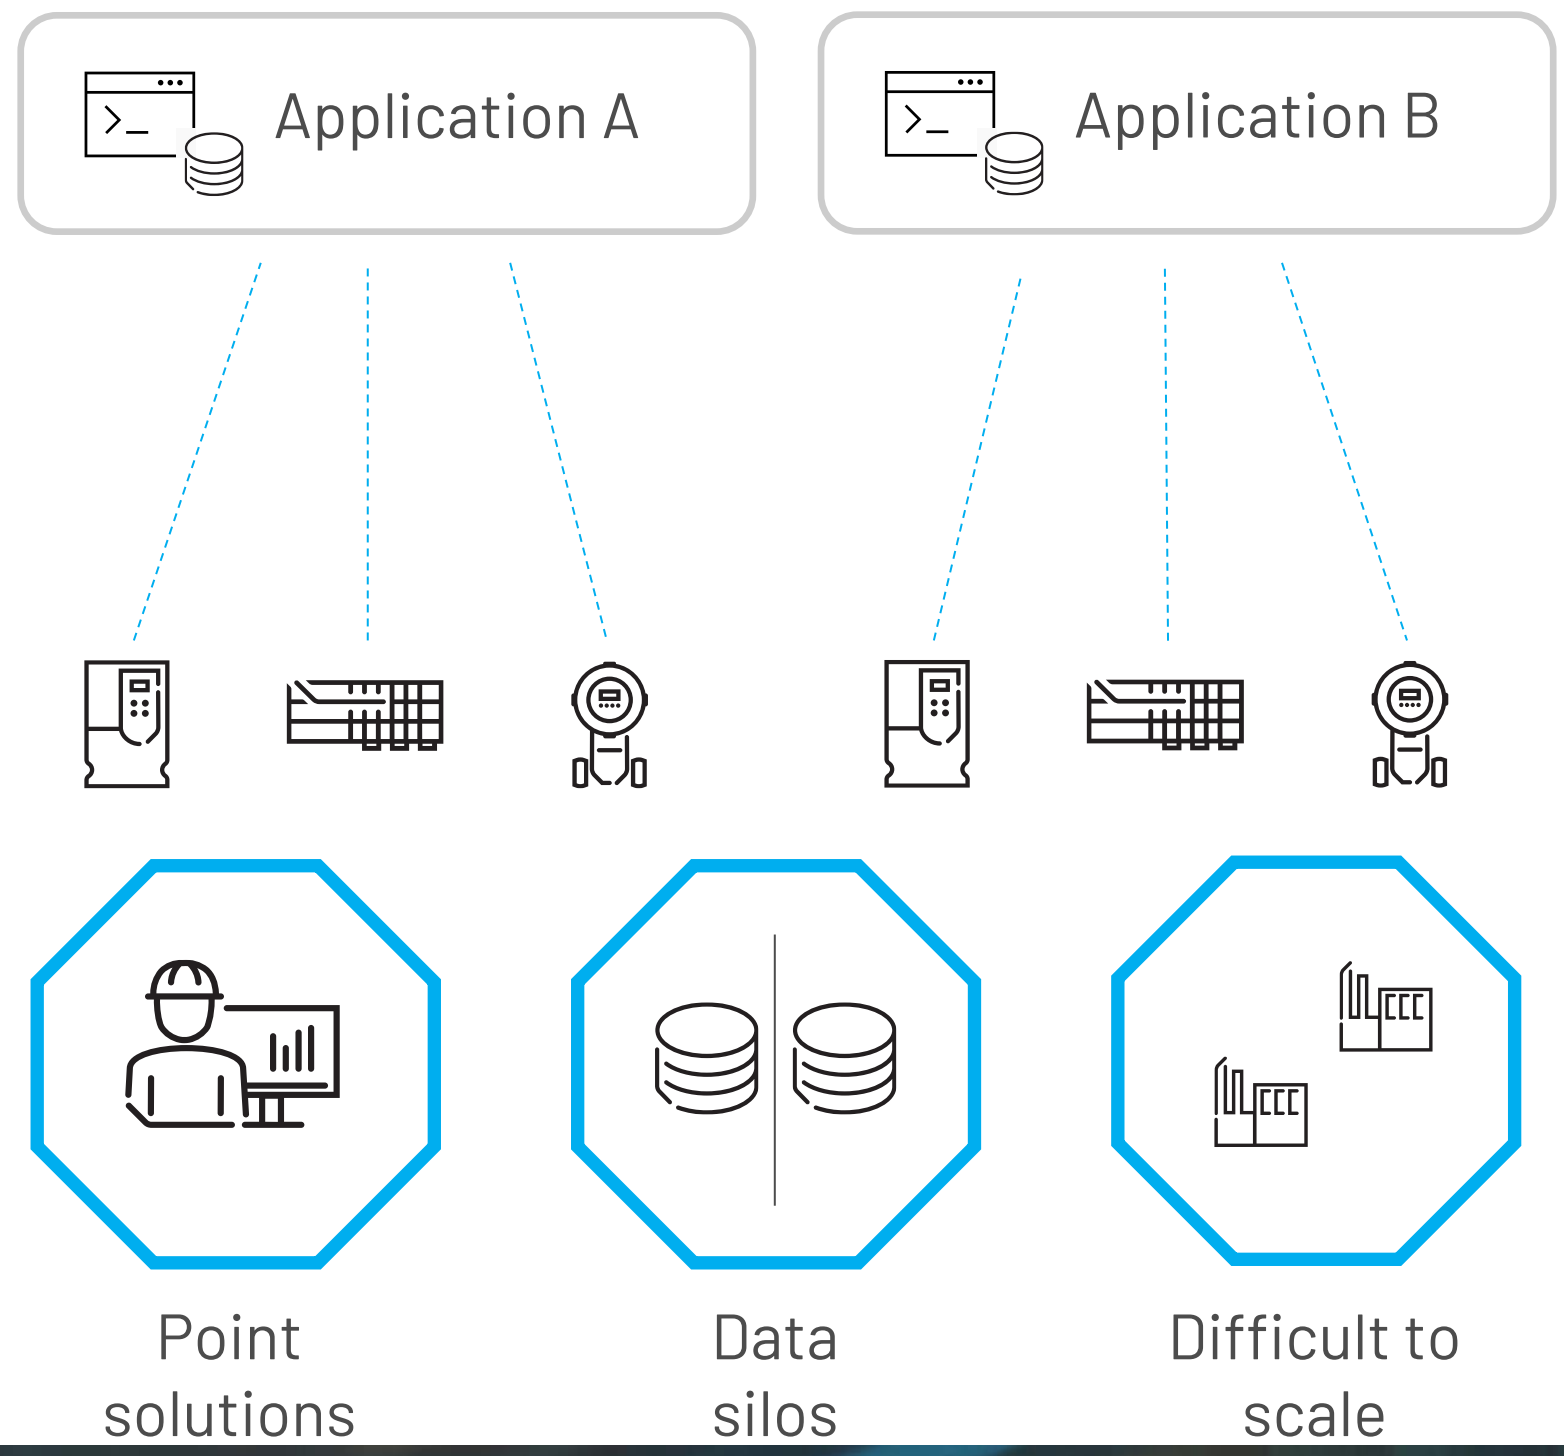 Application A
Application B
Point
solutions
Data
silos
Difficult to
scale